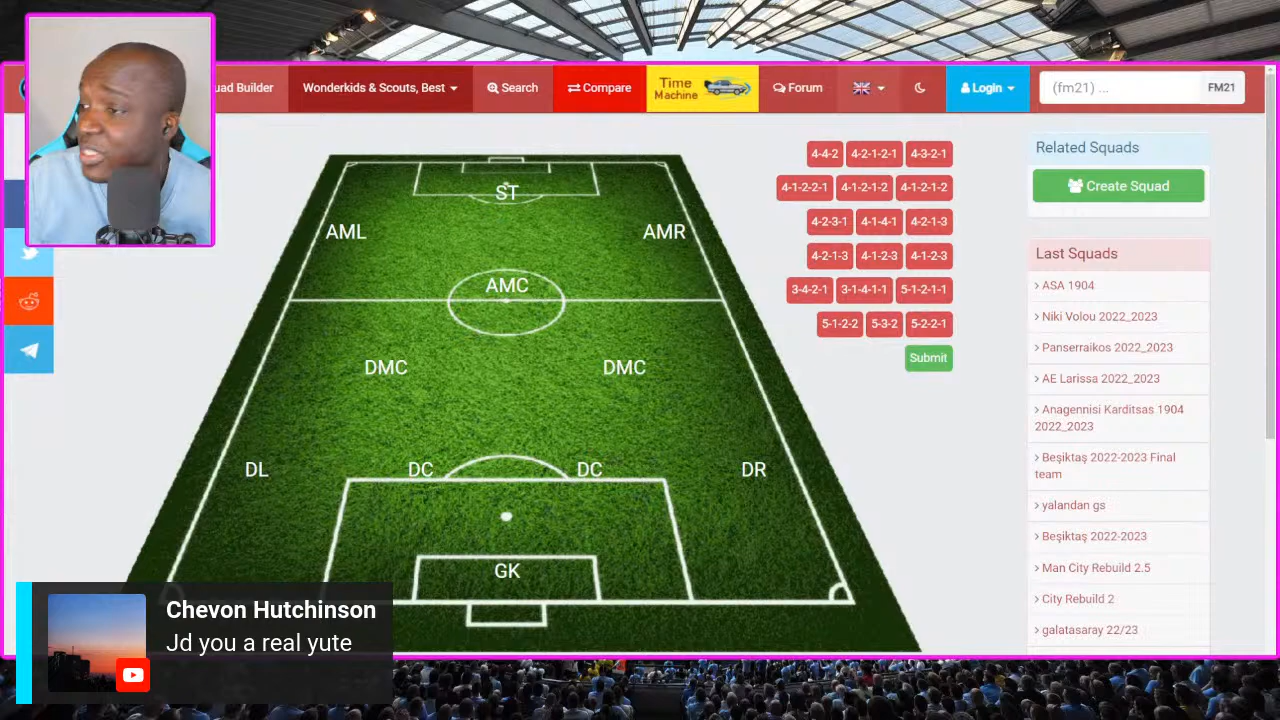 uad Builder
Wonderkids & Scouts, Best
Search
Compare
Time
Machine
Forum
Login
(fm21) ...
FM21
ST
AML
AMR
AMC
DMC
DMC
DL
DC
DC
DR
GK
4-4-2
4-2-1-2-1
4-3-2-1
4-1-2-2-1
4-1-2-1-2
4-1-2-1-2
4-2-3-1
4-1-4-1
4-2-1-3
4-2-1-3
4-1-2-3
4-1-2-3
3-4-2-1
3-1-4-1-1
5-1-2-1-1
5-1-2-2
5-3-2
5-2-2-1
Submit
Related Squads
Create Squad
Last Squads
ASA 1904
Niki Volou 2022_2023
Panserraikos 2022_2023
AE Larissa 2022_2023
Anagennisi Karditsas 1904
2022_2023
Beşiktaş 2022-2023 Final
team
yalandan gs
Beşiktaş 2022-2023
Man City Rebuild 2.5
City Rebuild 2
galatasaray 22/23
Chevon Hutchinson
Jd you a real yute